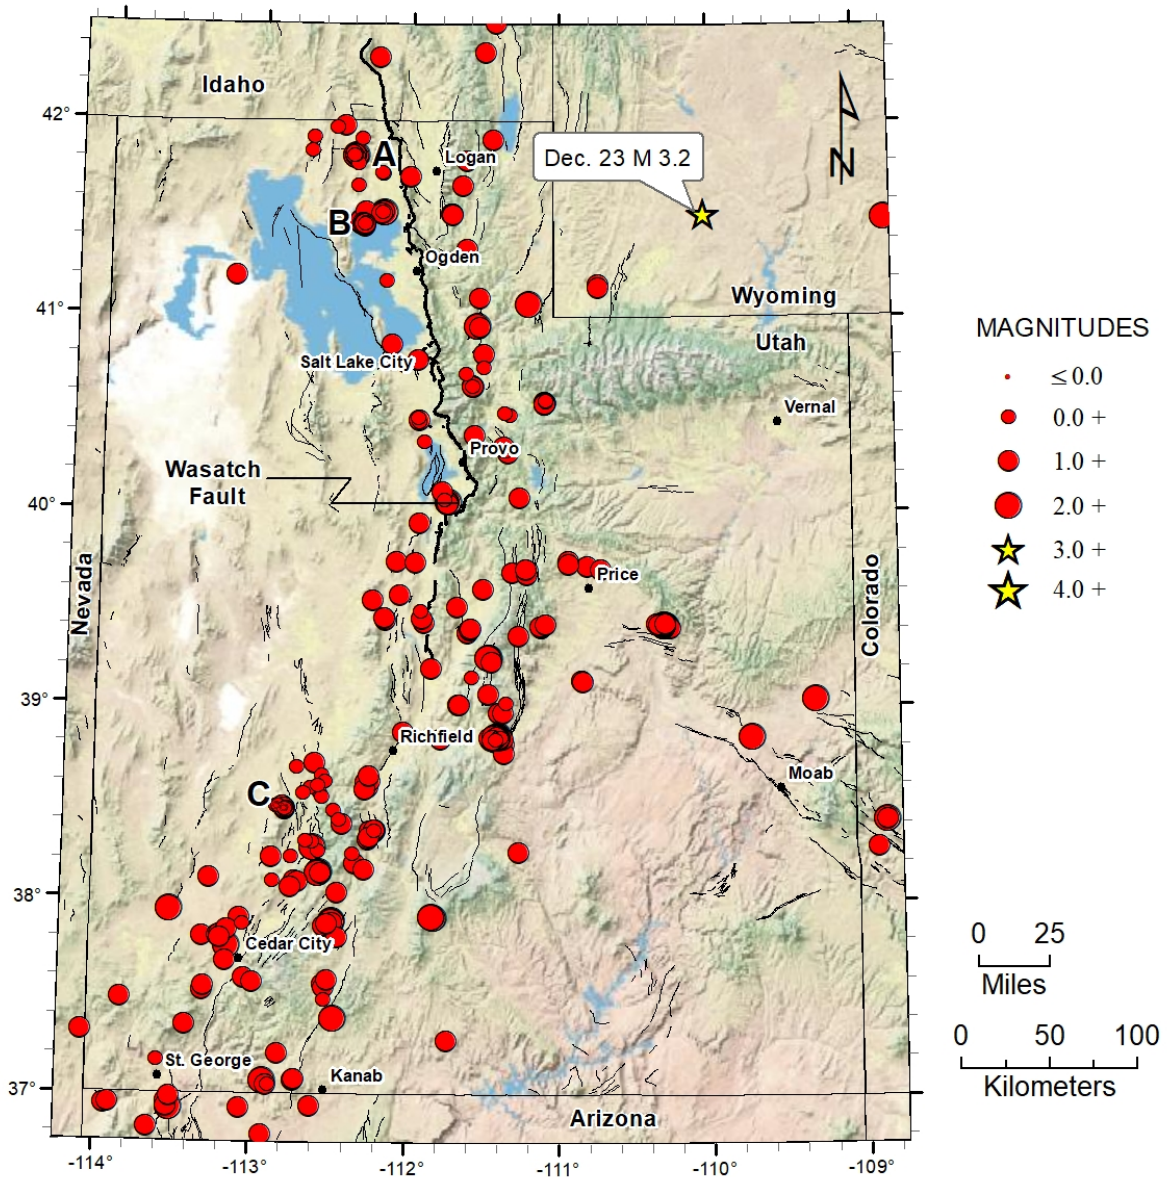 Idaho
42°
A
Logan
Dec. 23 M 3.2
N
B
Ogden
41°
Wyoming
Salt Lake City
Utah
Vernal
Provo
Wasatch
Fault
40°
Nevada
Price
Colorado
39°
Richfield
Moab
C
38°
Cedar City
St. George
Kanab
37°
Arizona
-114°
-113°
-112°
-111°
-110°
-109°
MAGNITUDES
≤ 0.0
0.0 +
1.0 +
2.0 +
3.0 +
4.0 +
0 25
Miles
0 50 100
Kilometers